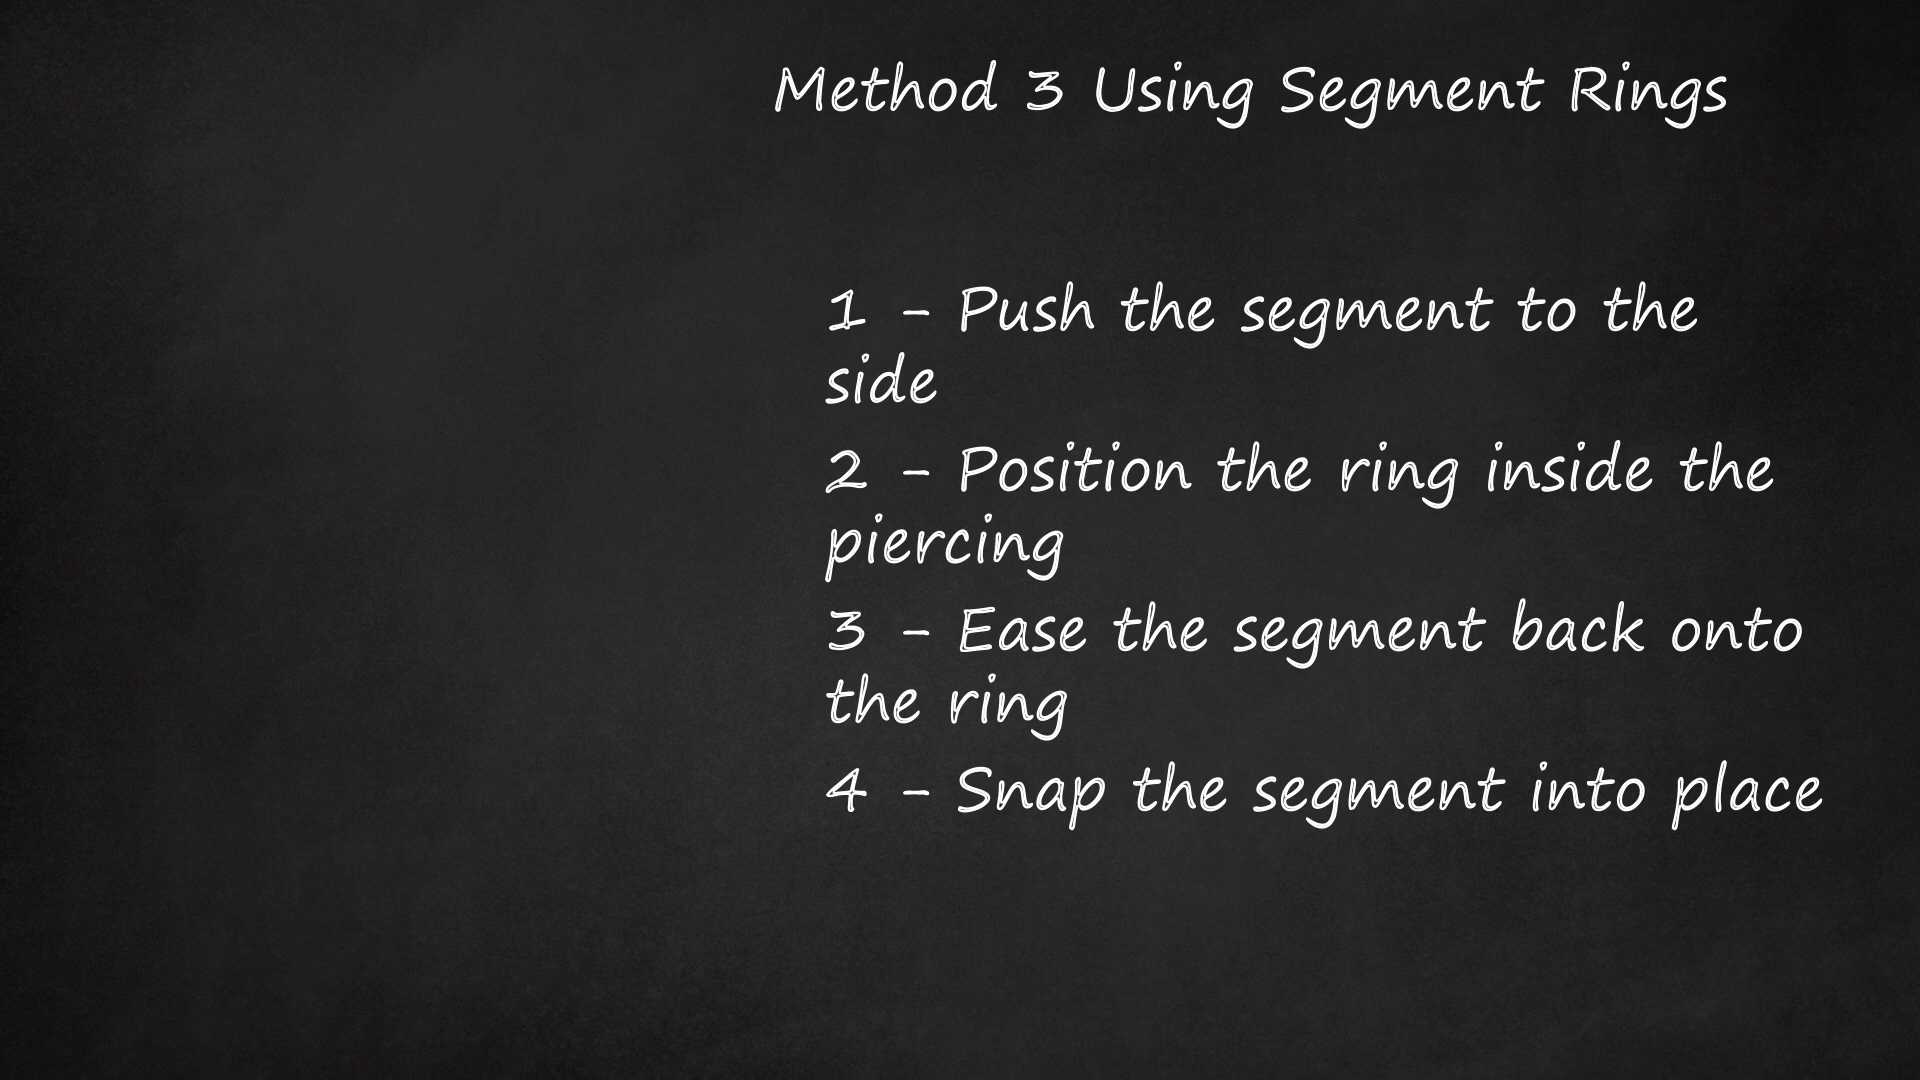 Method 3 Using Segment Rings
1 - Push the segment to the
side
2 - Position the ring inside the
piercing
3 - Ease the segment back onto
the ring
4 - Snap the segment into place